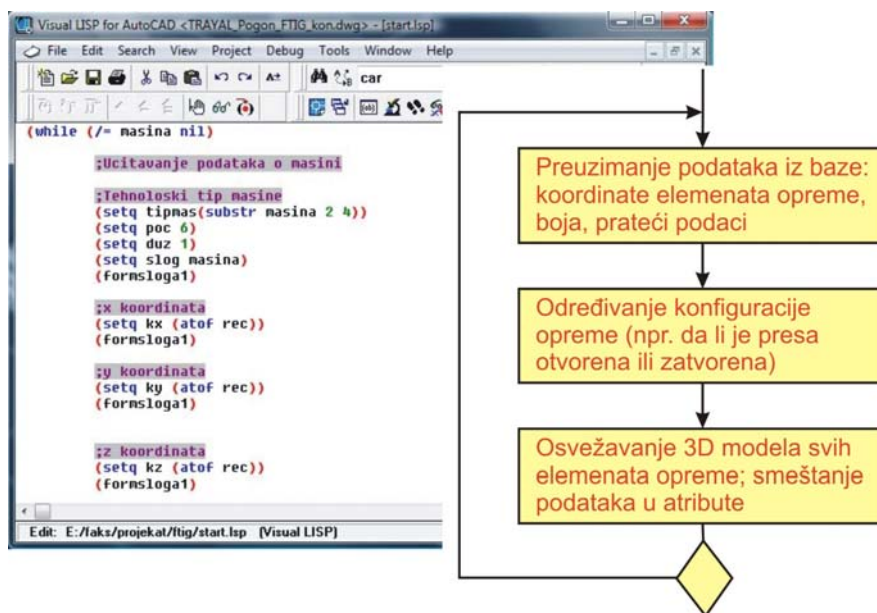 Visual LISP for AutoCAD <TRAYAL_Pogon_FTIG_kon.dwg> - [start.lsp]
File Edit Search View Project Debug Tools Window Help
car
(while (/= masina nil)
;Ucitavanje podataka o masini
;Tehnoloski tip masine
(setq tipmas(substr masina 2 4))
(setq poc 6)
(setq duz 1)
(setq slog masina)
(formsloga1)
;x koordinata
(setq kx (atof rec))
(formsloga1)
;y koordinata
(setq ky (atof rec))
(formsloga1)
;z koordinata
(setq kz (atof rec))
(formsloga1)
Edit: E:/faks/projekat/ftig/start.lsp (Visual LISP)
Preuzimanje podataka iz baze:
koordinate elemenata opreme,
boja, prateći podaci
Određivanje konfiguracije
opreme (npr. da li je presa
otvorena ili zatvorena)
Osvežavanje 3D modela svih
elemenata opreme; smeštanje
podataka u atribute